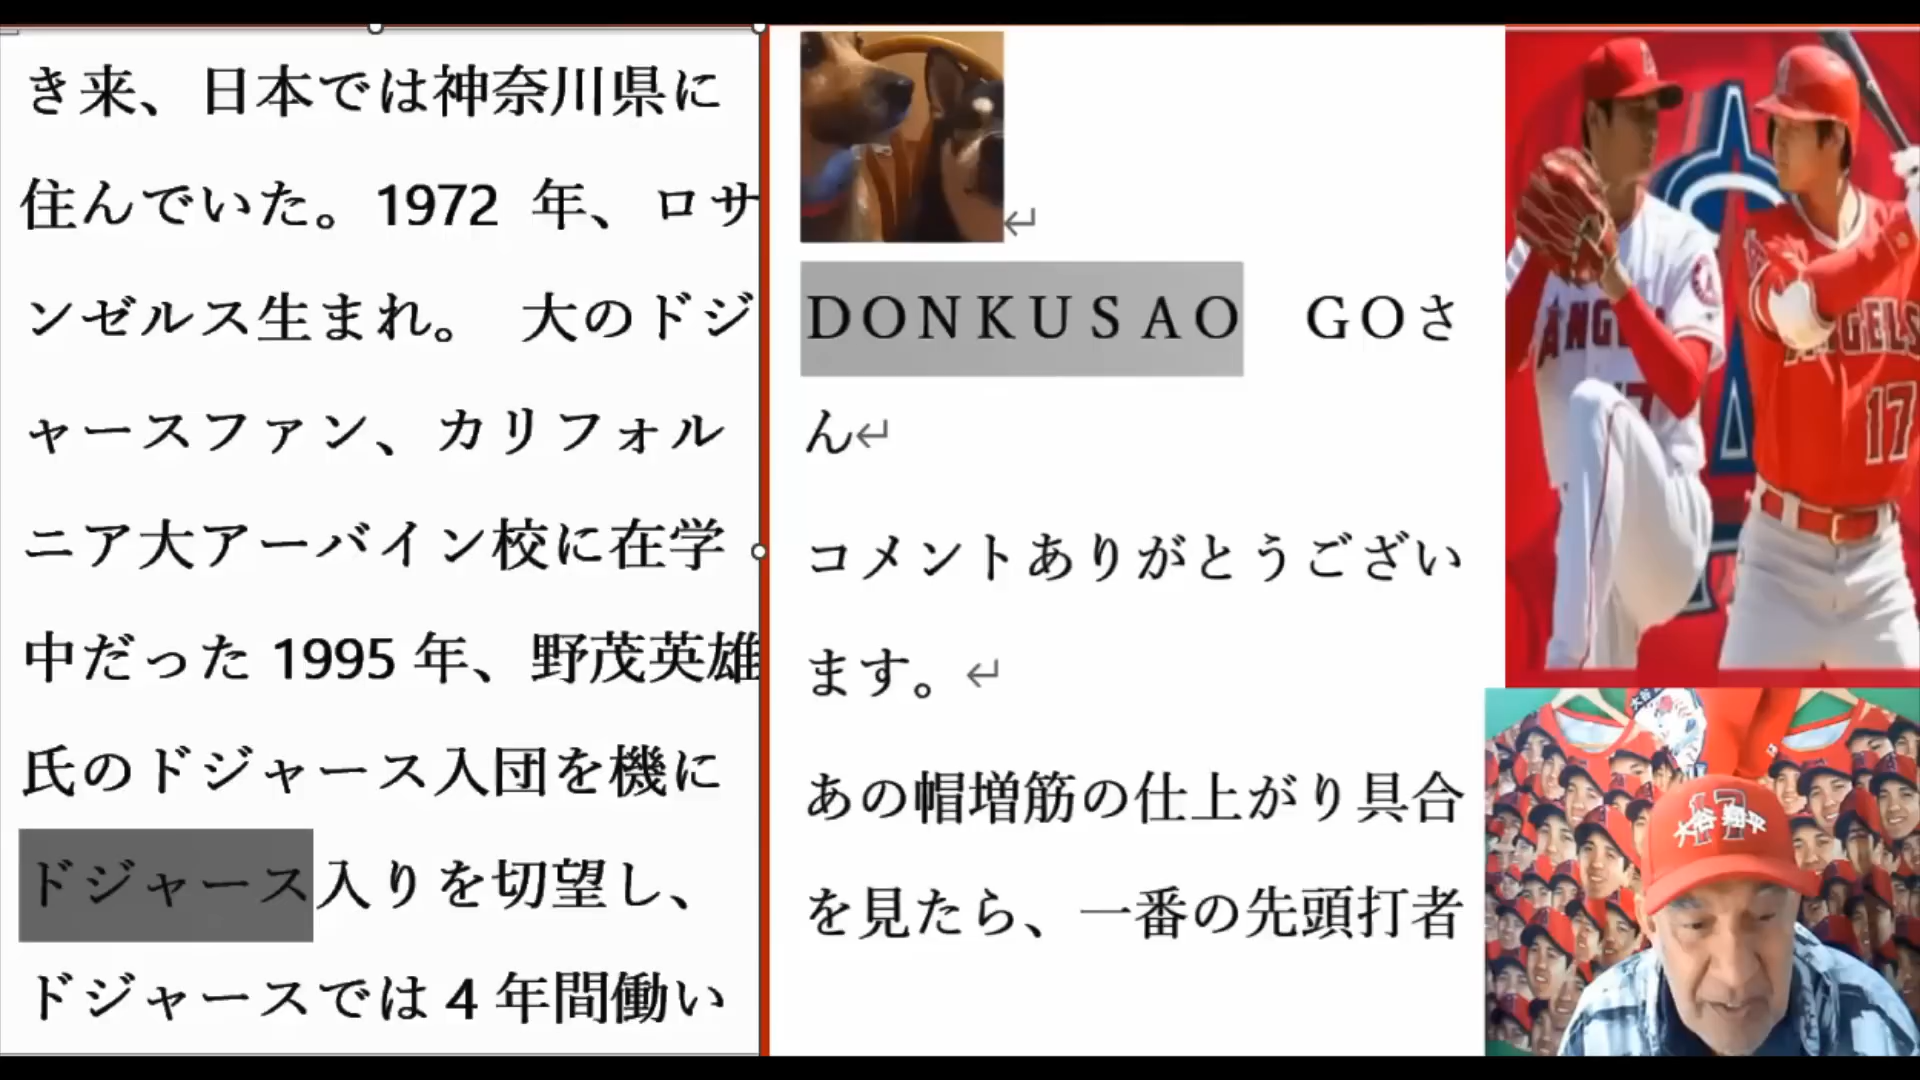 き来、日本では神奈川県に
住んでいた。1972 年、ロサ
ンゼルス生まれ。 大のドジ
ャースファン、カリフォル
ニア大アーバイン校に在学
中だった 1995 年、野茂英雄
氏のドジャース入団を機に
ドジャース入りを切望し、
ドジャースでは 4 年間働い
DONKUSAO GOさ
ん
コメントありがとうござい
ます。
あの帽増筋の仕上がり具合
を見たら、一番の先頭打者
ANGELS
17
大谷 翔平
17